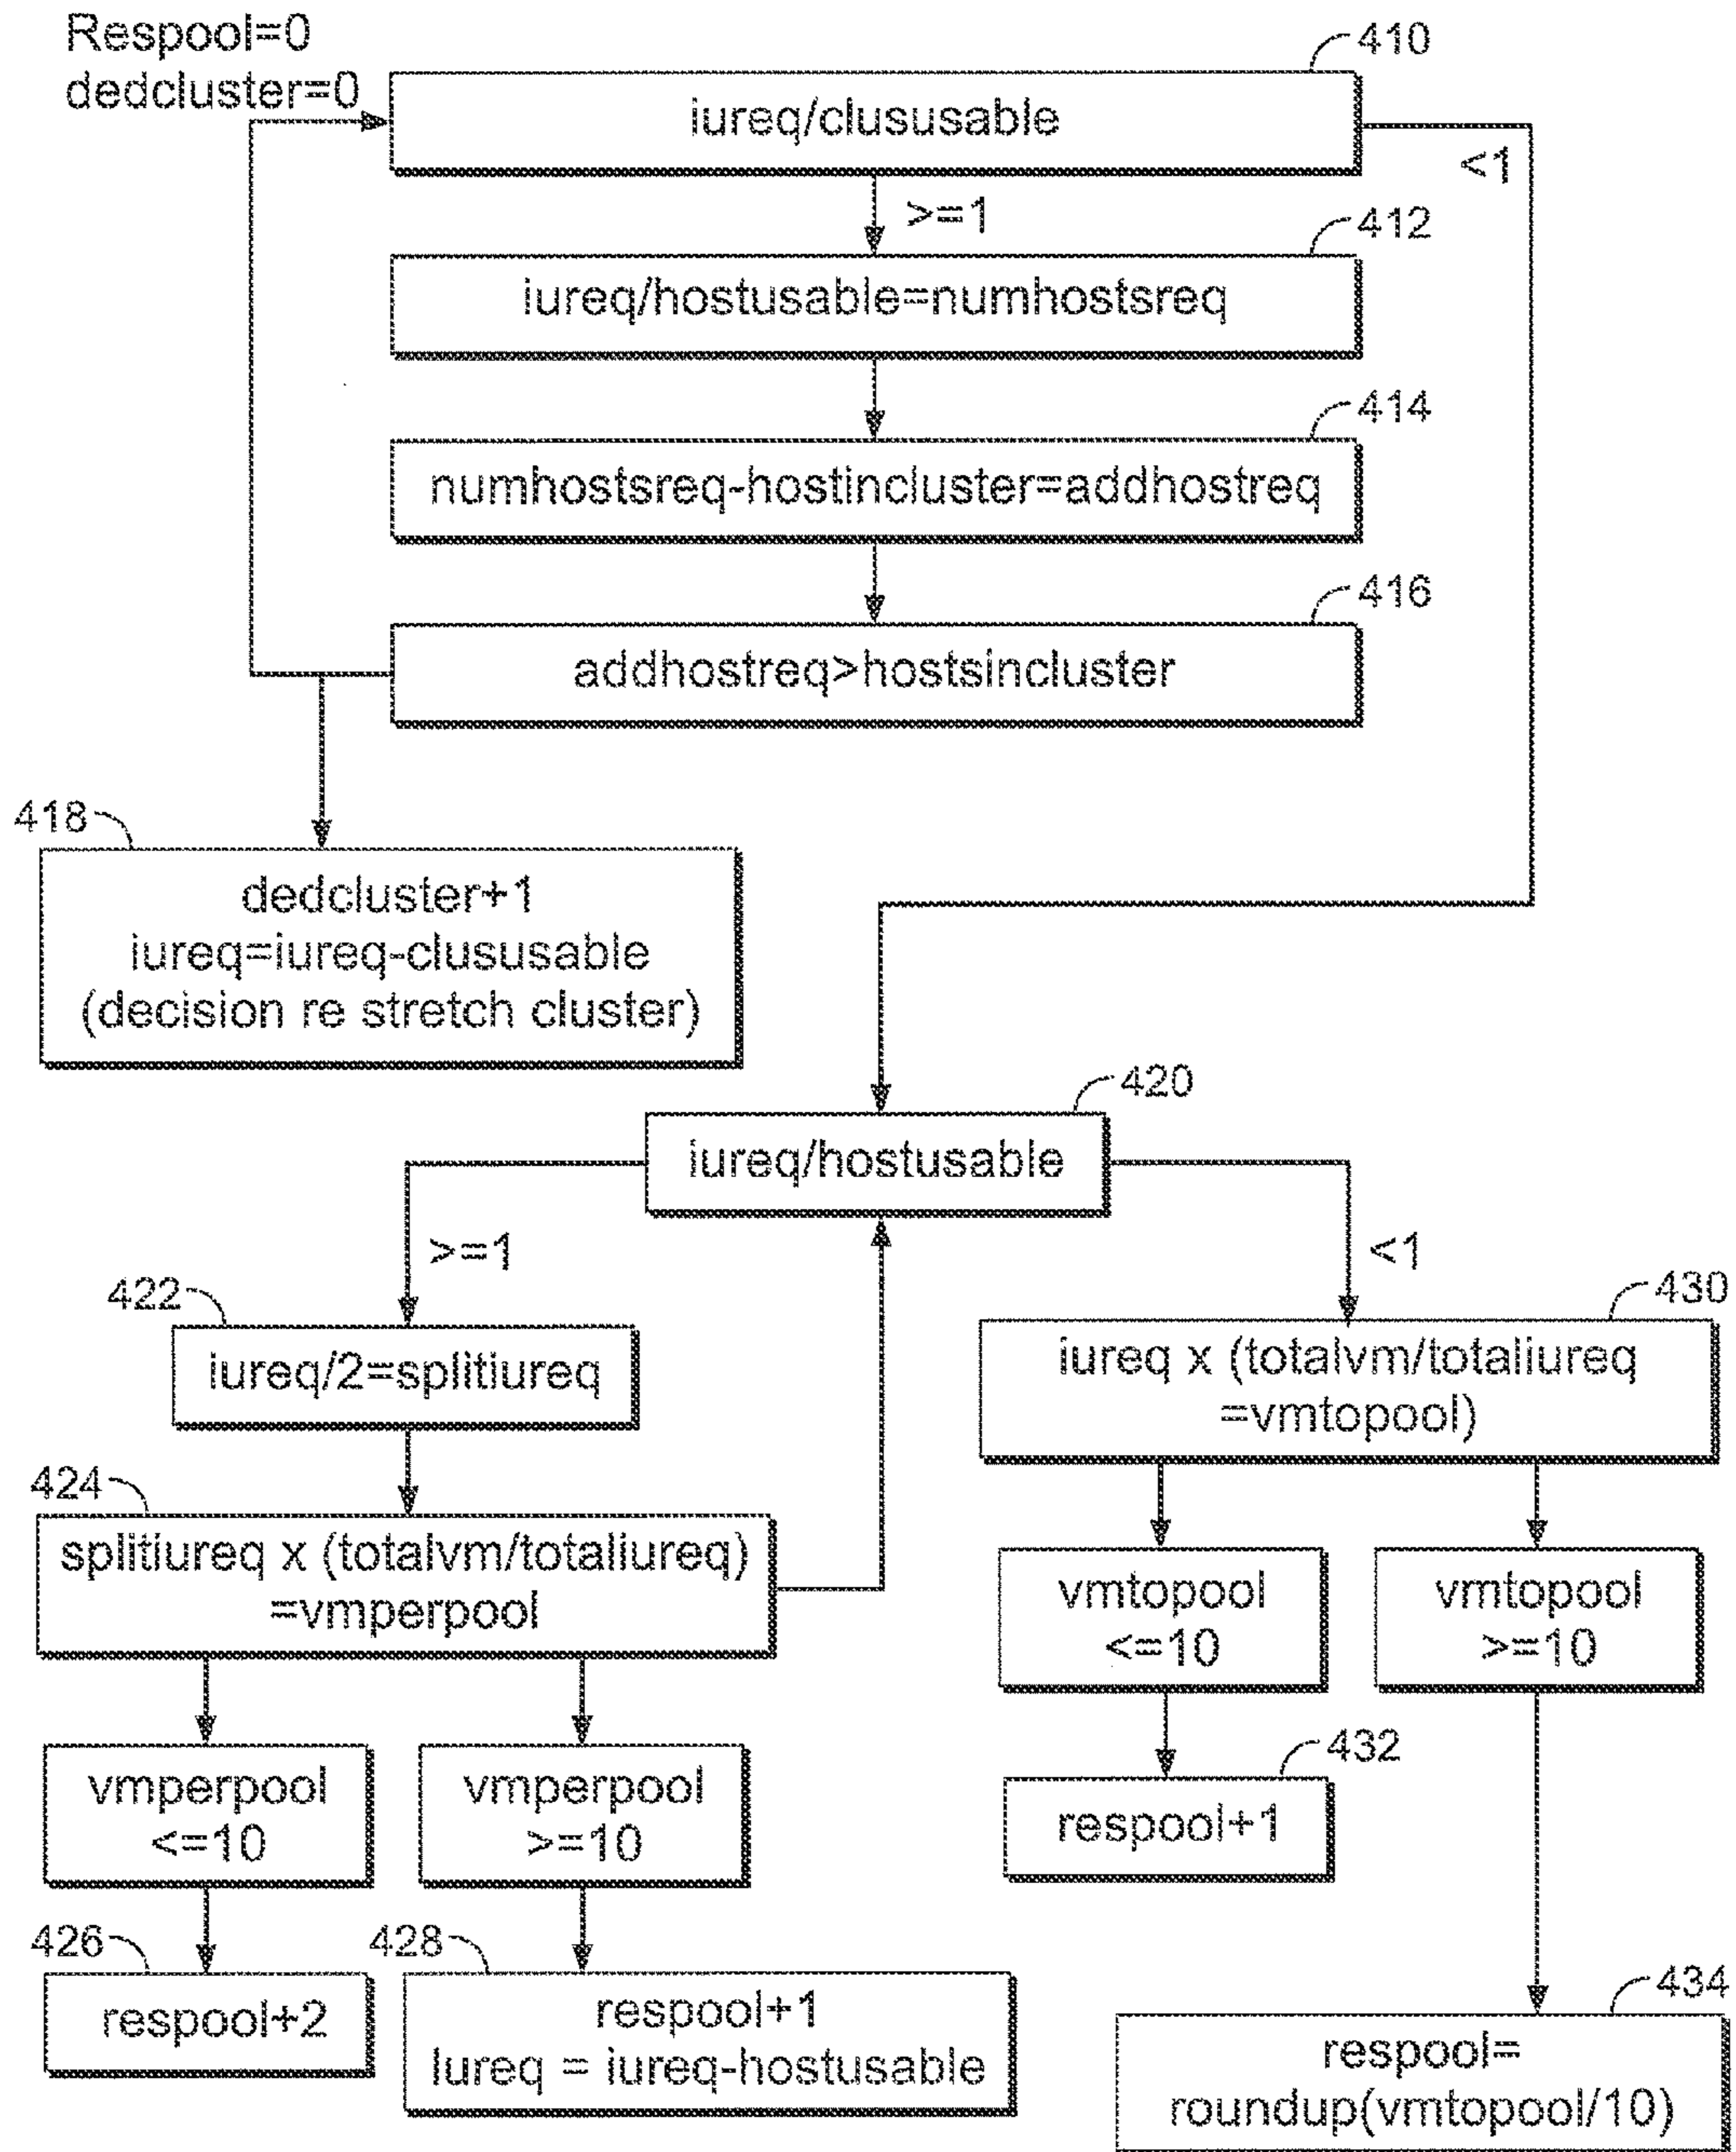 Respool=0
dedcluster=0
410
iureq/clususable
<1
>=1
412
iureq/hostusable=numhostsreq
414
numhostsreq-hostincluster=addhostreq
416
addhostreq>hostsincluster
418
dedcluster+1
iureq=iureq-clususable
(decision re stretch cluster)
420
iureq/hostusable
>=1
<1
422
iureq/2=splitiureq
430
iureq x (totalvm/totaliureq
=vmtopool)
424
splitiureq x (totalvm/totaliureq)
=vmperpool
vmtopool
<=10
vmtopool
>=10
vmperpool
<=10
vmperpool
>=10
432
respool+1
426
respool+2
428
respool+1
Iureq = iureq-hostusable
434
respool=
roundup(vmtopool/10)